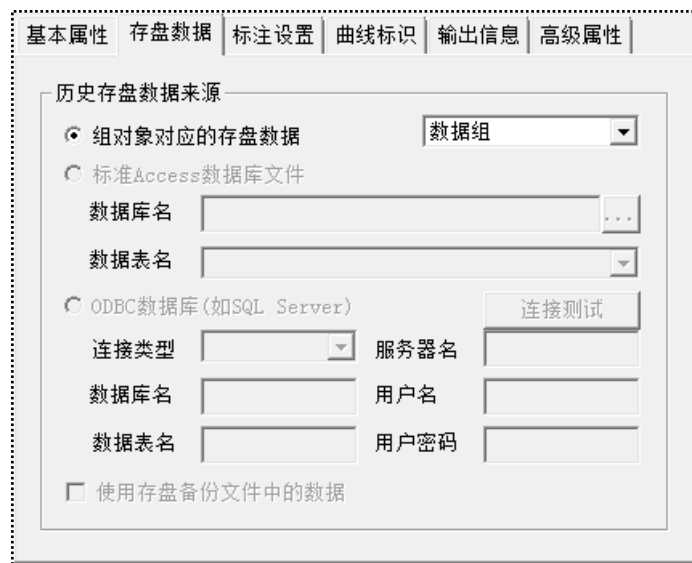 基本属性 存盘数据 标注设置 曲线标识 输出信息 高级属性
历史存盘数据来源
组对象对应的存盘数据 数据组
标准Access数据库文件
数据库名 ...
数据表名
ODBC数据库(如SQL Server) 连接测试
连接类型 服务器名
数据库名 用户名
数据表名 用户密码
使用存盘备份文件中的数据